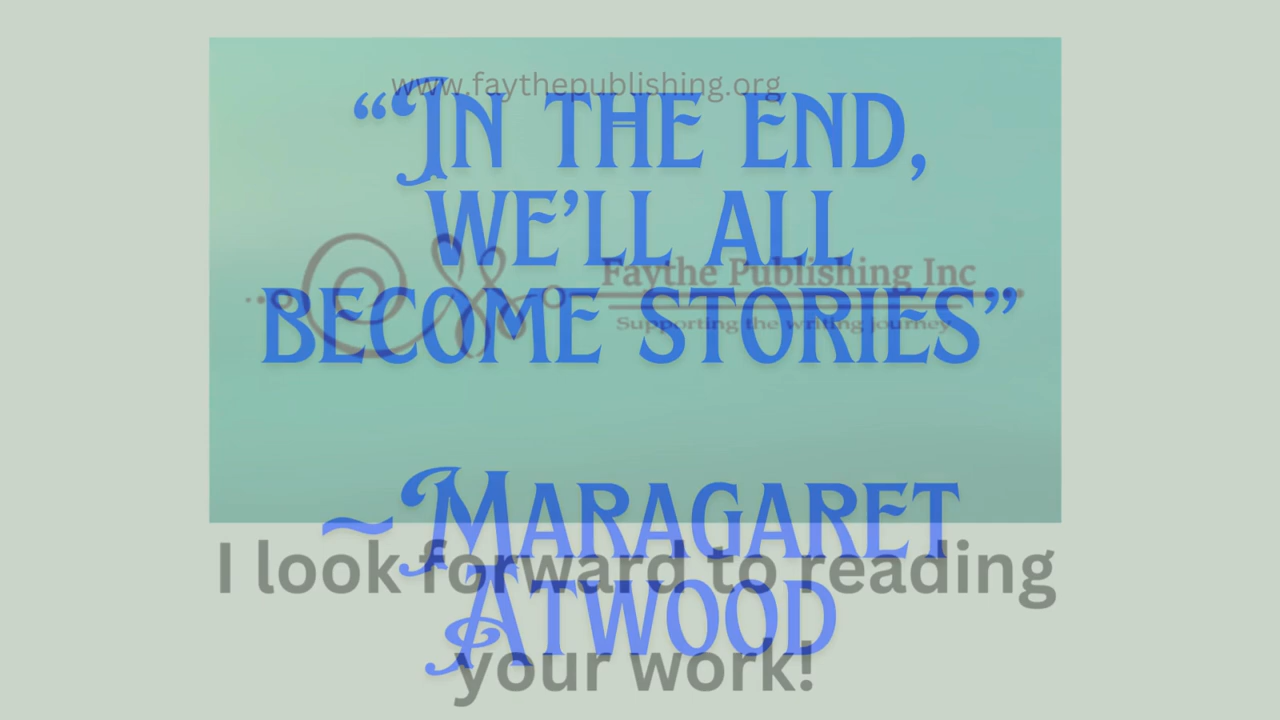 www.faythepublishing.org
“In the end,
we’ll all
become stories”
Faythe Publishing Inc
Supporting the writing journey
~Maragaret
Atwood
I look forward to reading
your work!